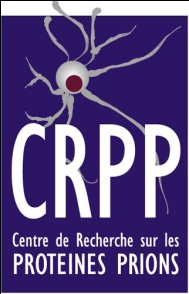 CRPP
Centre de Recherche sur les
PROTEINES PRIONS